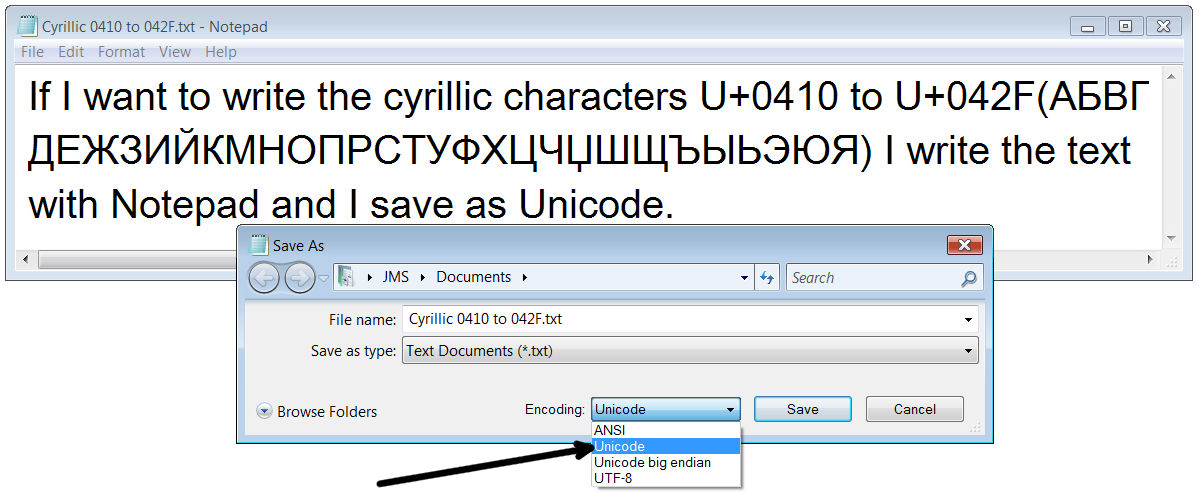 Cyrillic 0410 to 042F.txt - Notepad
File Edit Format View Help
If I want to write the cyrillic characters U+0410 to U+042F(АБВГ
ДЕЖЗИЙКМНОПРСТУФХЦЧЏШЩЪЫЬЭЮЯ) I write the text
with Notepad and I save as Unicode.
Save As
JMS Documents
Search
File name: Cyrillic 0410 to 042F.txt
Save as type: Text Documents (*.txt)
Browse Folders
Encoding: Unicode
Save
Cancel
ANSI
Unicode
Unicode big endian
UTF-8